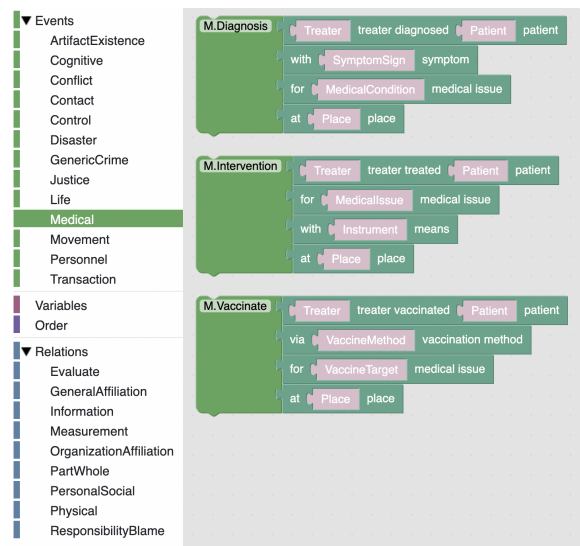 ▼ Events
ArtifactExistence
Cognitive
Conflict
Contact
Control
Disaster
GenericCrime
Justice
Life
Medical
Movement
Personnel
Transaction
Variables
Order
▼ Relations
Evaluate
GeneralAffiliation
Information
Measurement
OrganizationAffiliation
PartWhole
PersonalSocial
Physical
ResponsibilityBlame
M.Diagnosis Treater treater diagnosed Patient patient
with SymptomSign symptom
for MedicalCondition medical issue
at Place place
M.Intervention Treater treater treated Patient patient
for MedicalIssue medical issue
with Instrument means
at Place place
M.Vaccinate Treater treater vaccinated Patient patient
via VaccineMethod vaccination method
for VaccineTarget medical issue
at Place place